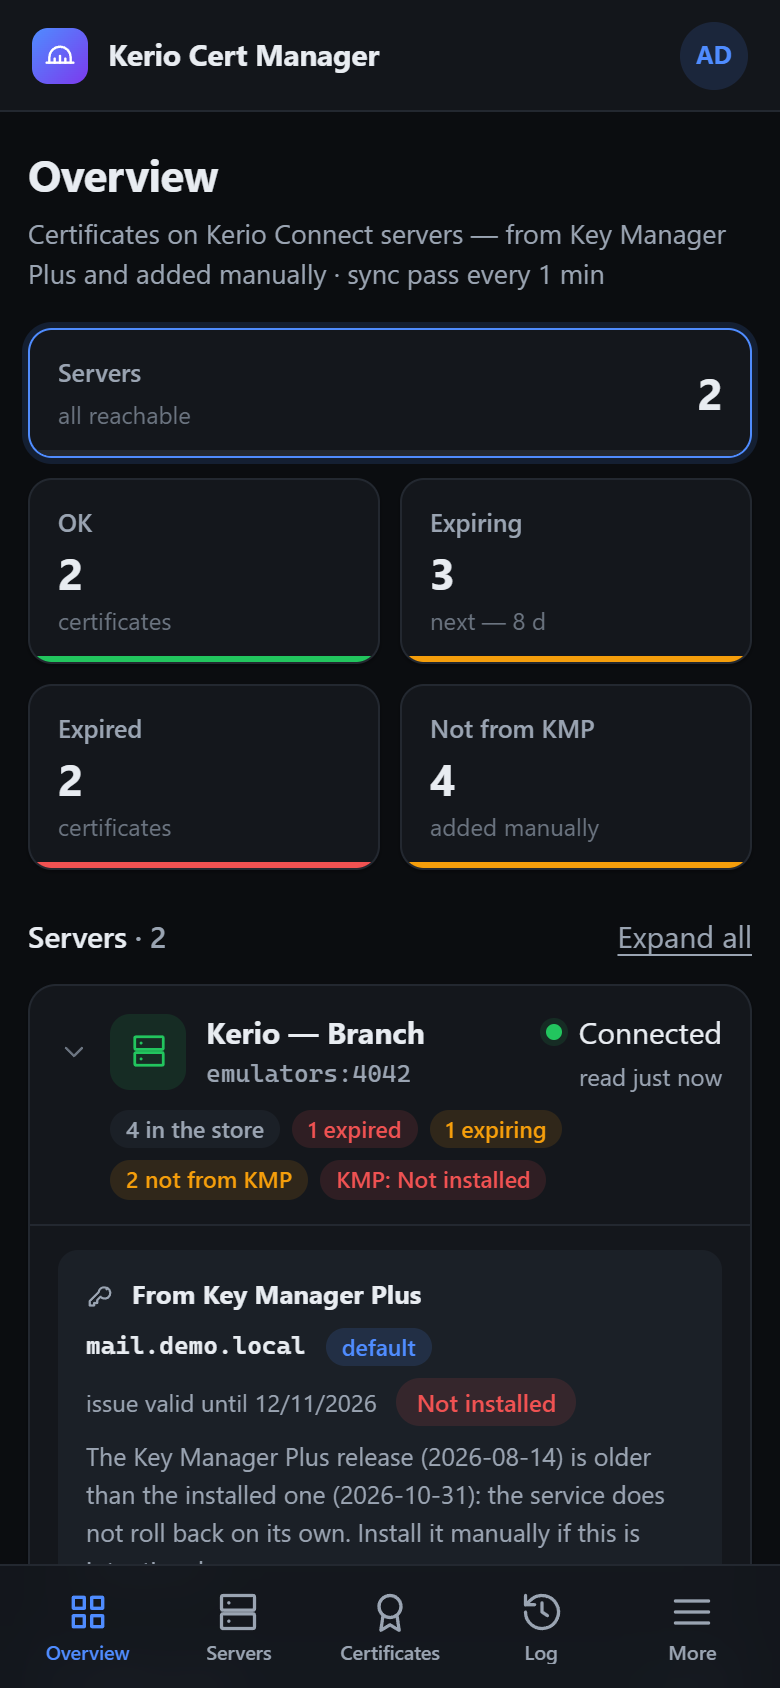 Kerio Cert Manager
AD
Overview
Certificates on Kerio Connect servers — from Key Manager
Plus and added manually · sync pass every 1 min
Servers
all reachable
2
OK
2
certificates
Expiring
3
next — 8 d
Expired
2
certificates
Not from KMP
4
added manually
Servers · 2
Expand all
Kerio — Branch
emulators:4042
Connected
read just now
4 in the store
1 expired
1 expiring
2 not from KMP
KMP: Not installed
From Key Manager Plus
mail.demo.local
default
issue valid until 12/11/2026
Not installed
The Key Manager Plus release (2026-08-14) is older
than the installed one (2026-10-31): the service does
not roll back on its own. Install it manually if this is
Overview
Servers
Certificates
Log
More